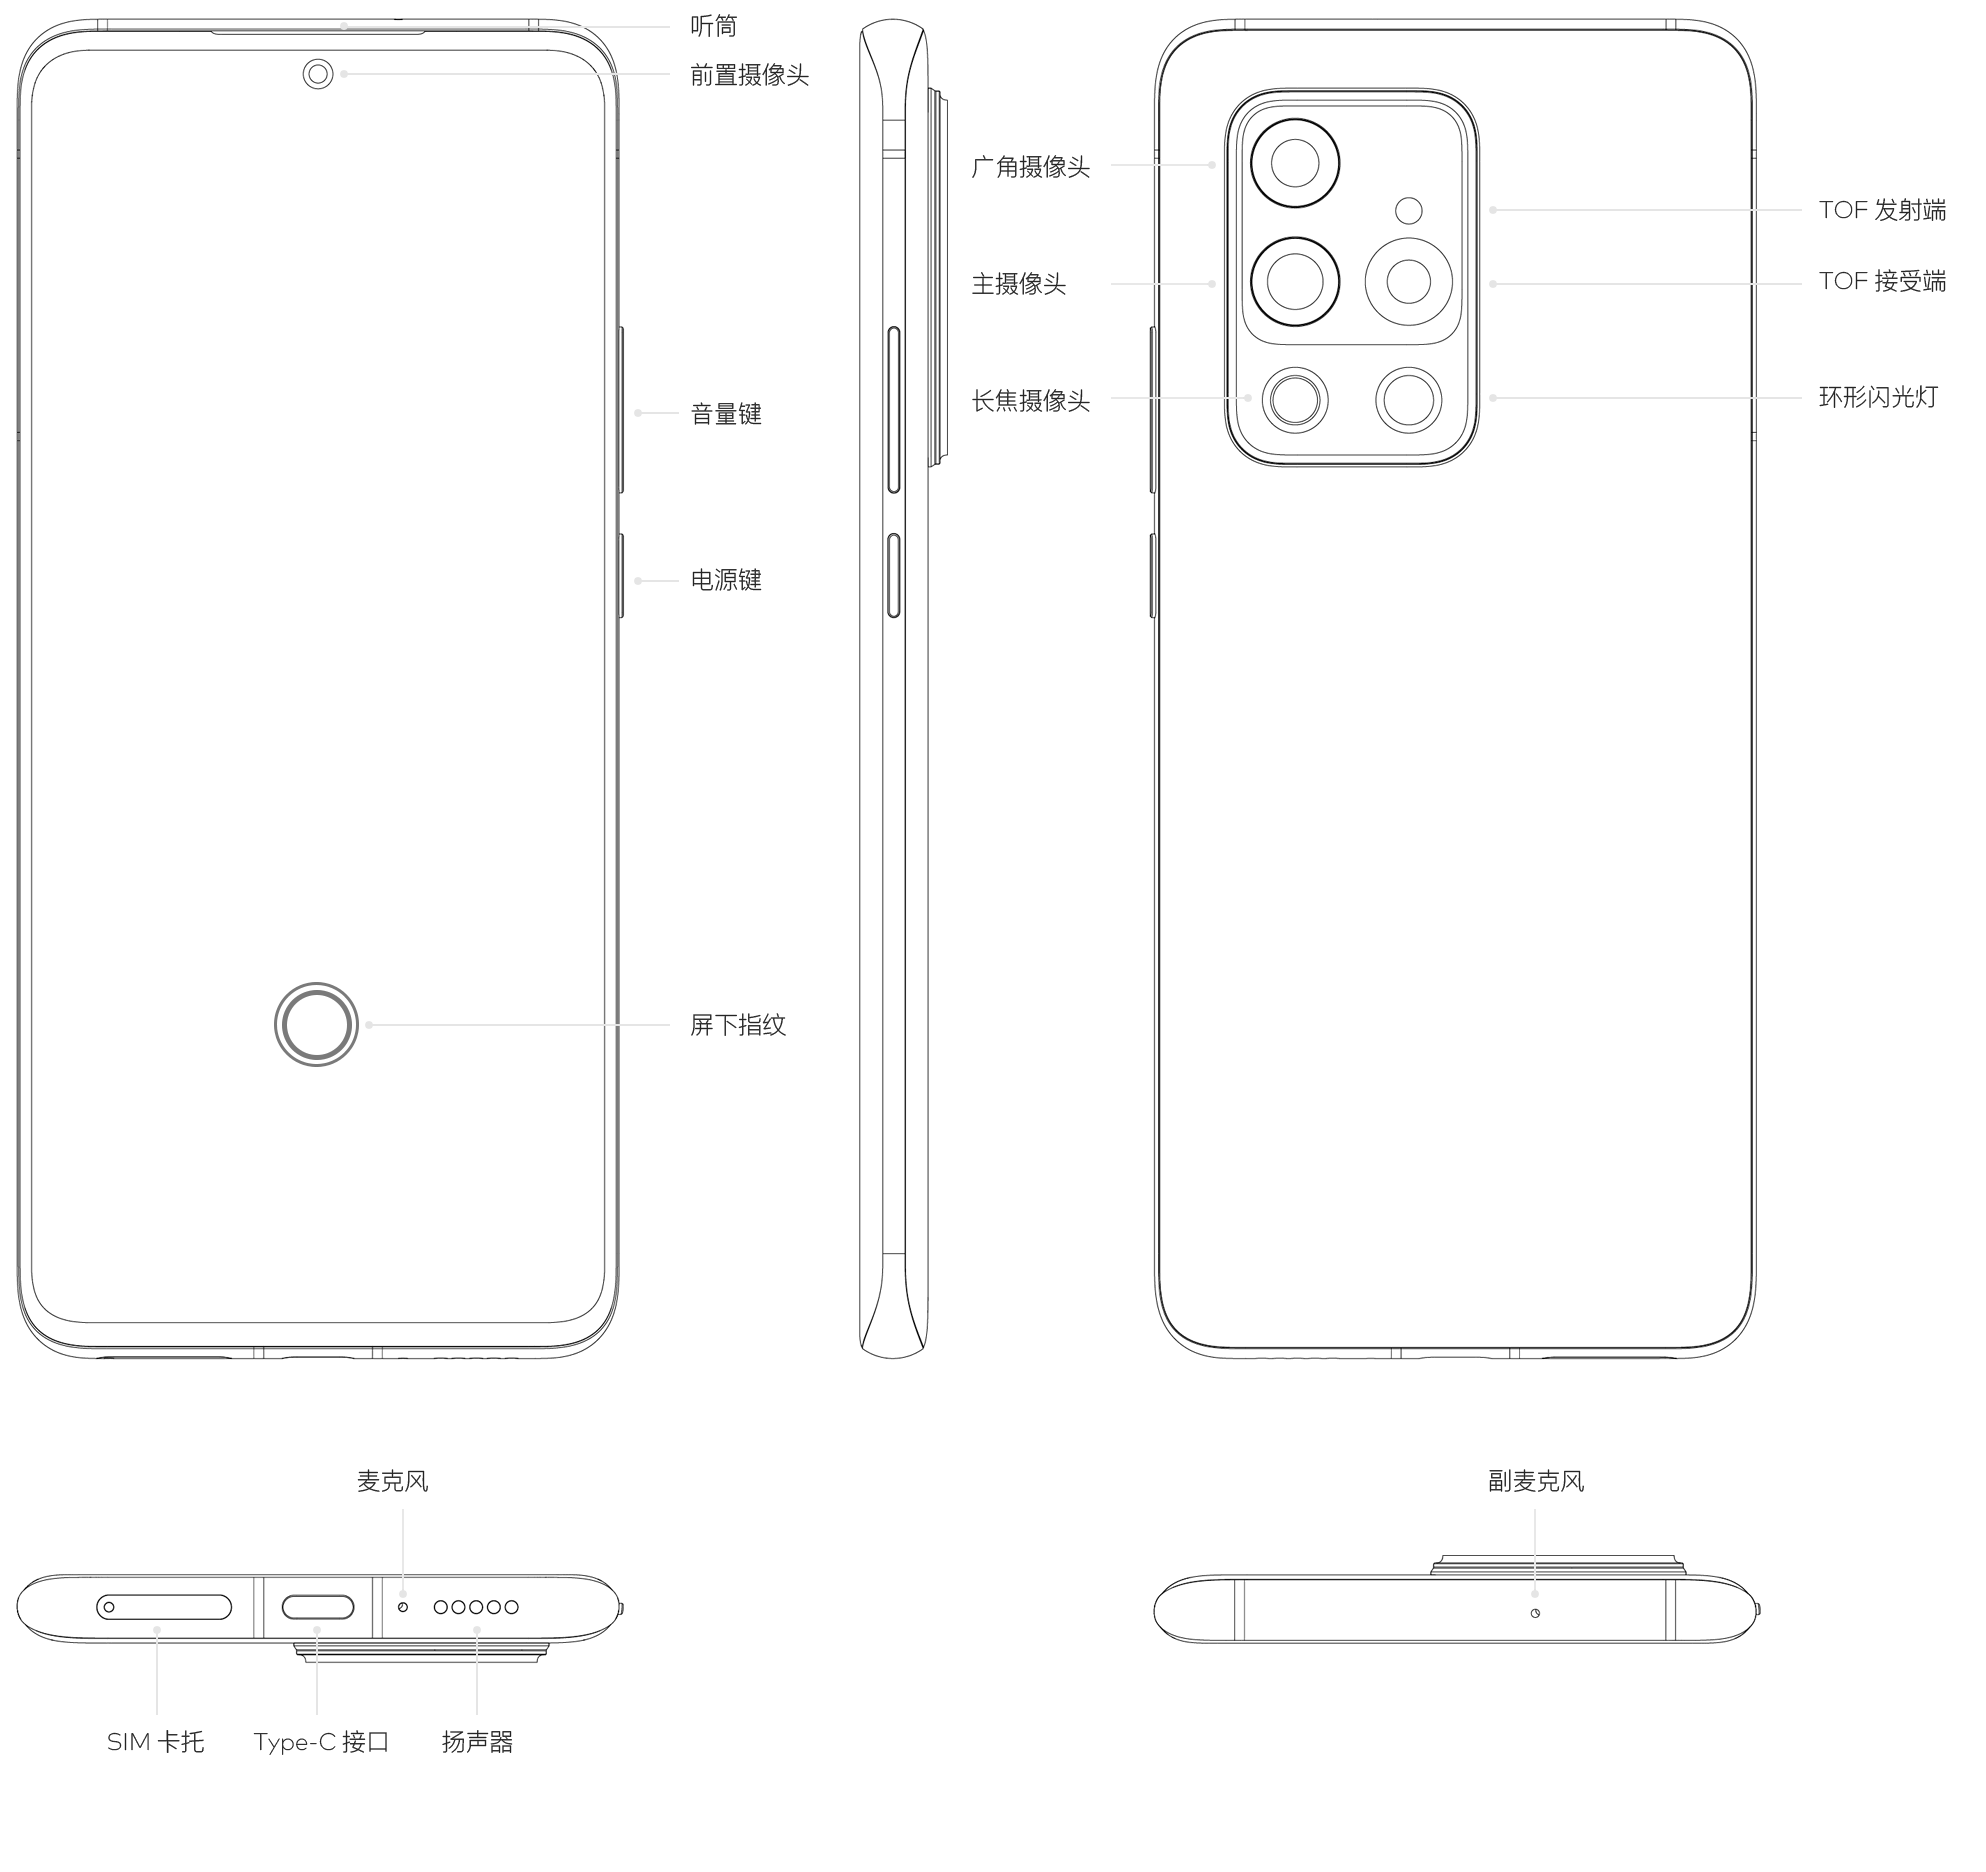 听筒
前置摄像头
广角摄像头
TOF 发射端
TOF 接受端
主摄像头
长焦摄像头
环形闪光灯
音量键
电源键
屏下指纹
麦克风
副麦克风
SIM 卡托
Type-C 接口
扬声器